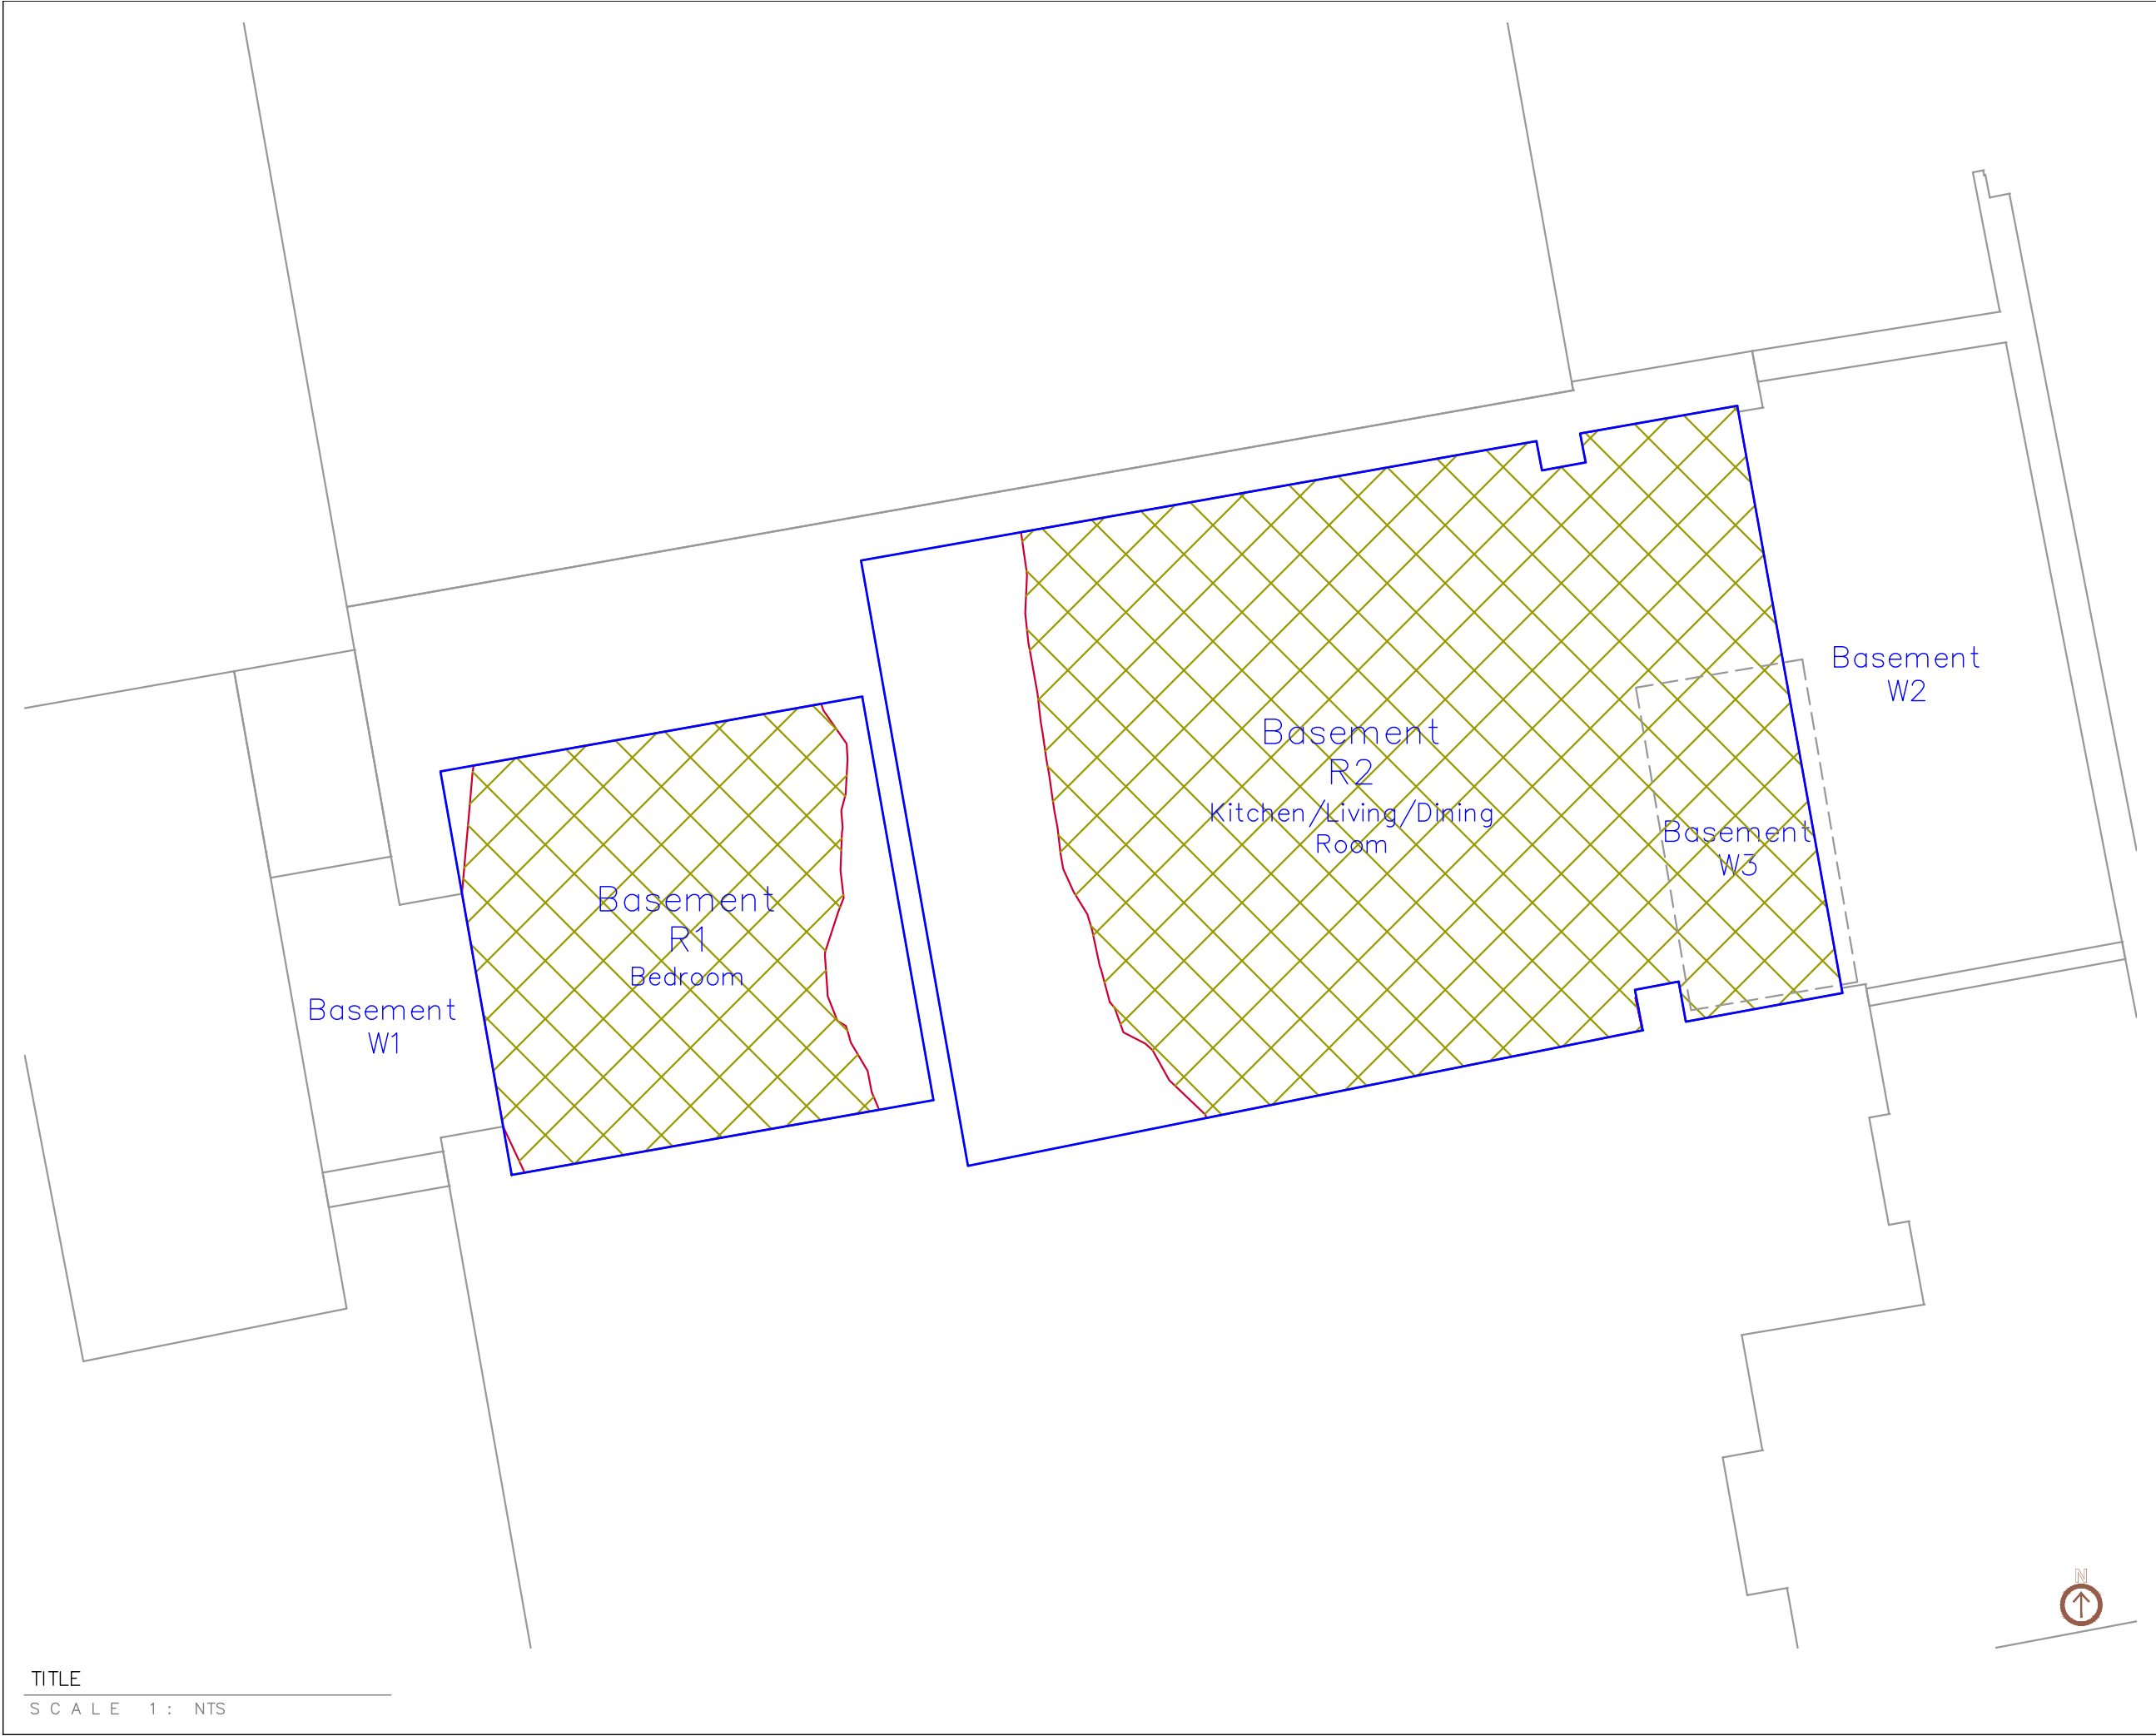 Basement
W2
Basement
R2
Kitchen/Living/Dining
Room
Basement
W3
Basement
R1
Bedroom
Basement
W1
N
TITLE
SCALE 1: NTS